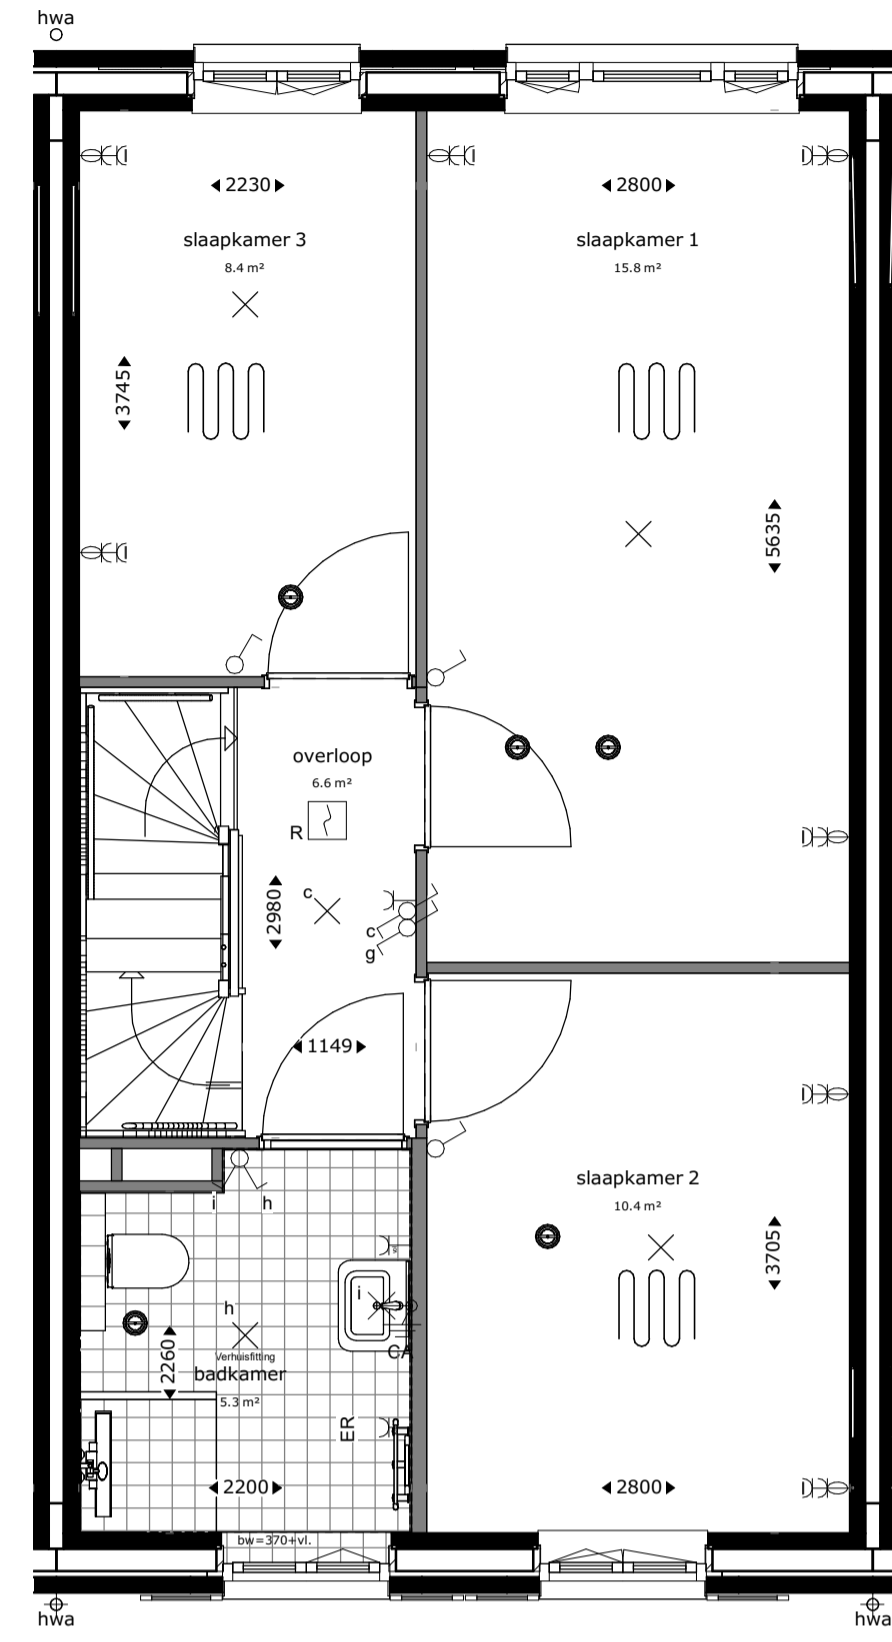 hwa
2230
2800
slaapkamer 3
8.4 m²
slaapkamer 1
15.8 m²
3745
5635
overloop
6.6 m²
R
2980
c
c
g
1149
i
h
slaapkamer 2
10.4 m²
3705
h
i
Verhuisfitting
badkamer
5.3 m²
2260
CA
ER
2200
2800
bw=370+vl.
hwa
hwa